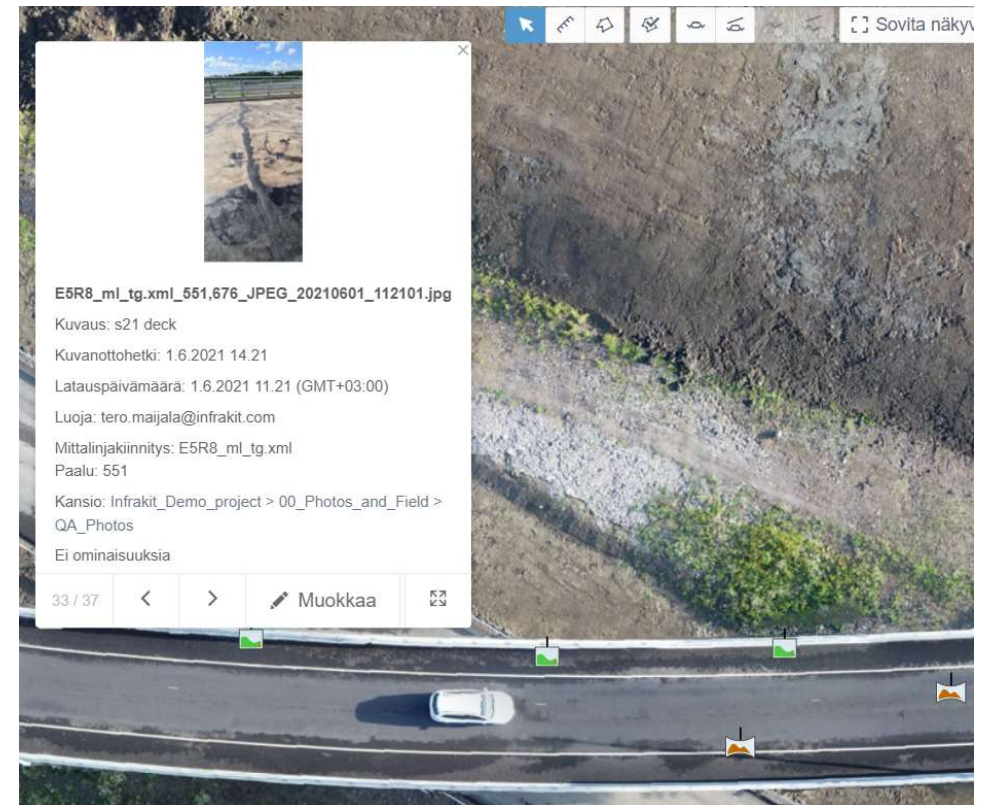 Sovita näkyv
×
E5R8_ml_tg.xml_551,676_JPEG_20210601_112101.jpg
Kuvaus: s21 deck
Kuvanottohetki: 1.6.2021 14.21
Latauspäivämäärä: 1.6.2021 11.21 (GMT+03:00)
Luoja: tero.maijala@infrakit.com
Mittalinjakiinnitys: E5R8_ml_tg.xml
Paalu: 551
Kansio: Infrakit_Demo_project > 00_Photos_and_Field >
QA_Photos
Ei ominaisuuksia
33 / 37
Muokkaa